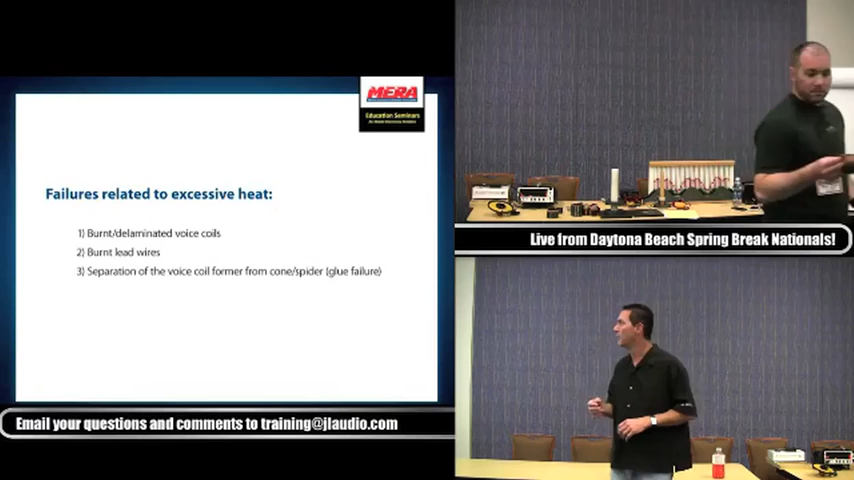 MERA
Education Seminars
Failures related to excessive heat:
1) Burnt/delaminated voice coils
2) Burnt lead wires
3) Separation of the voice coil former from cone/spider (glue failure)
Live from Daytona Beach Spring Break Nationals!
Email your questions and comments to training@jlaudio.com